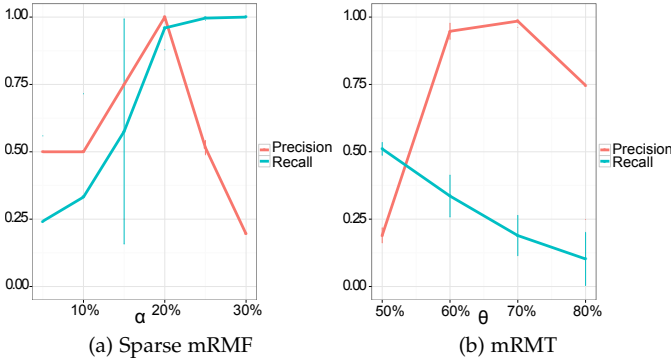 1.00
0.75
0.50
0.25
0.00
10%
20%
30%
α
Precision
Recall
(a) Sparse mRMF
1.00
0.75
0.50
0.25
0.00
50%
60%
70%
80%
θ
Precision
Recall
(b) mRMT